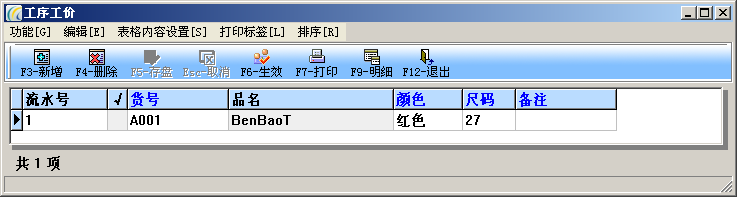 工序工价
功能[G] 编辑[E] 表格内容设置[S] 打印标签[L] 排序[R]
F3-新增 F4-删除 F5-存盘 Esc-取消 F6-生效 F7-打印 F9-明细 F12-退出
流水号 √ 货号 品名 颜色 尺码 备注
1 A001 BenBaoT 红色 27
共 1 项